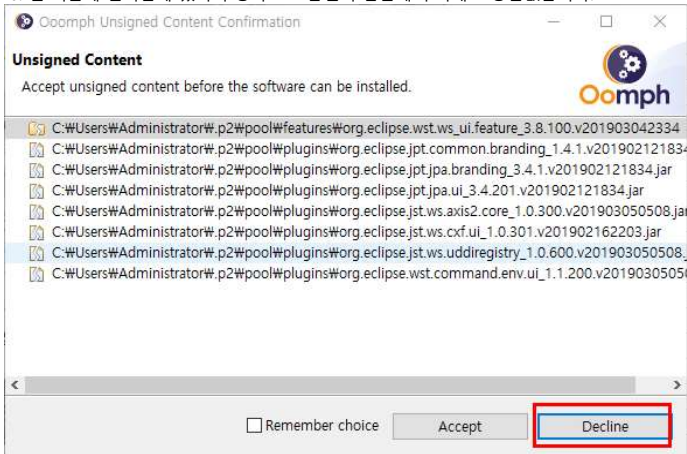 Ooomph Unsigned Content Confirmation
Unsigned Content
Accept unsigned content before the software can be installed.
Oomph
C:₩Users₩Administrator₩.p2₩pool₩features₩org.eclipse.wst.ws_ui.feature_3.8.100.v201903042334
C:₩Users₩Administrator₩.p2₩pool₩plugins₩org.eclipse.jpt.common.branding_1.4.1.v201902121834
C:₩Users₩Administrator₩.p2₩pool₩plugins₩org.eclipse.jpt.jpa.branding_3.4.1.v201902121834.jar
C:₩Users₩Administrator₩.p2₩pool₩plugins₩org.eclipse.jpt.jpa.ui_3.4.201.v201902121834.jar
C:₩Users₩Administrator₩.p2₩pool₩plugins₩org.eclipse.jst.ws.axis2.core_1.0.300.v201903050508.jar
C:₩Users₩Administrator₩.p2₩pool₩plugins₩org.eclipse.jst.ws.cxf.ui_1.0.301.v201902162203.jar
C:₩Users₩Administrator₩.p2₩pool₩plugins₩org.eclipse.jst.ws.uddiregistry_1.0.600.v201903050508.
C:₩Users₩Administrator₩.p2₩pool₩plugins₩org.eclipse.wst.command.env.ui_1.1.200.v2019030505
Remember choice
Accept
Decline